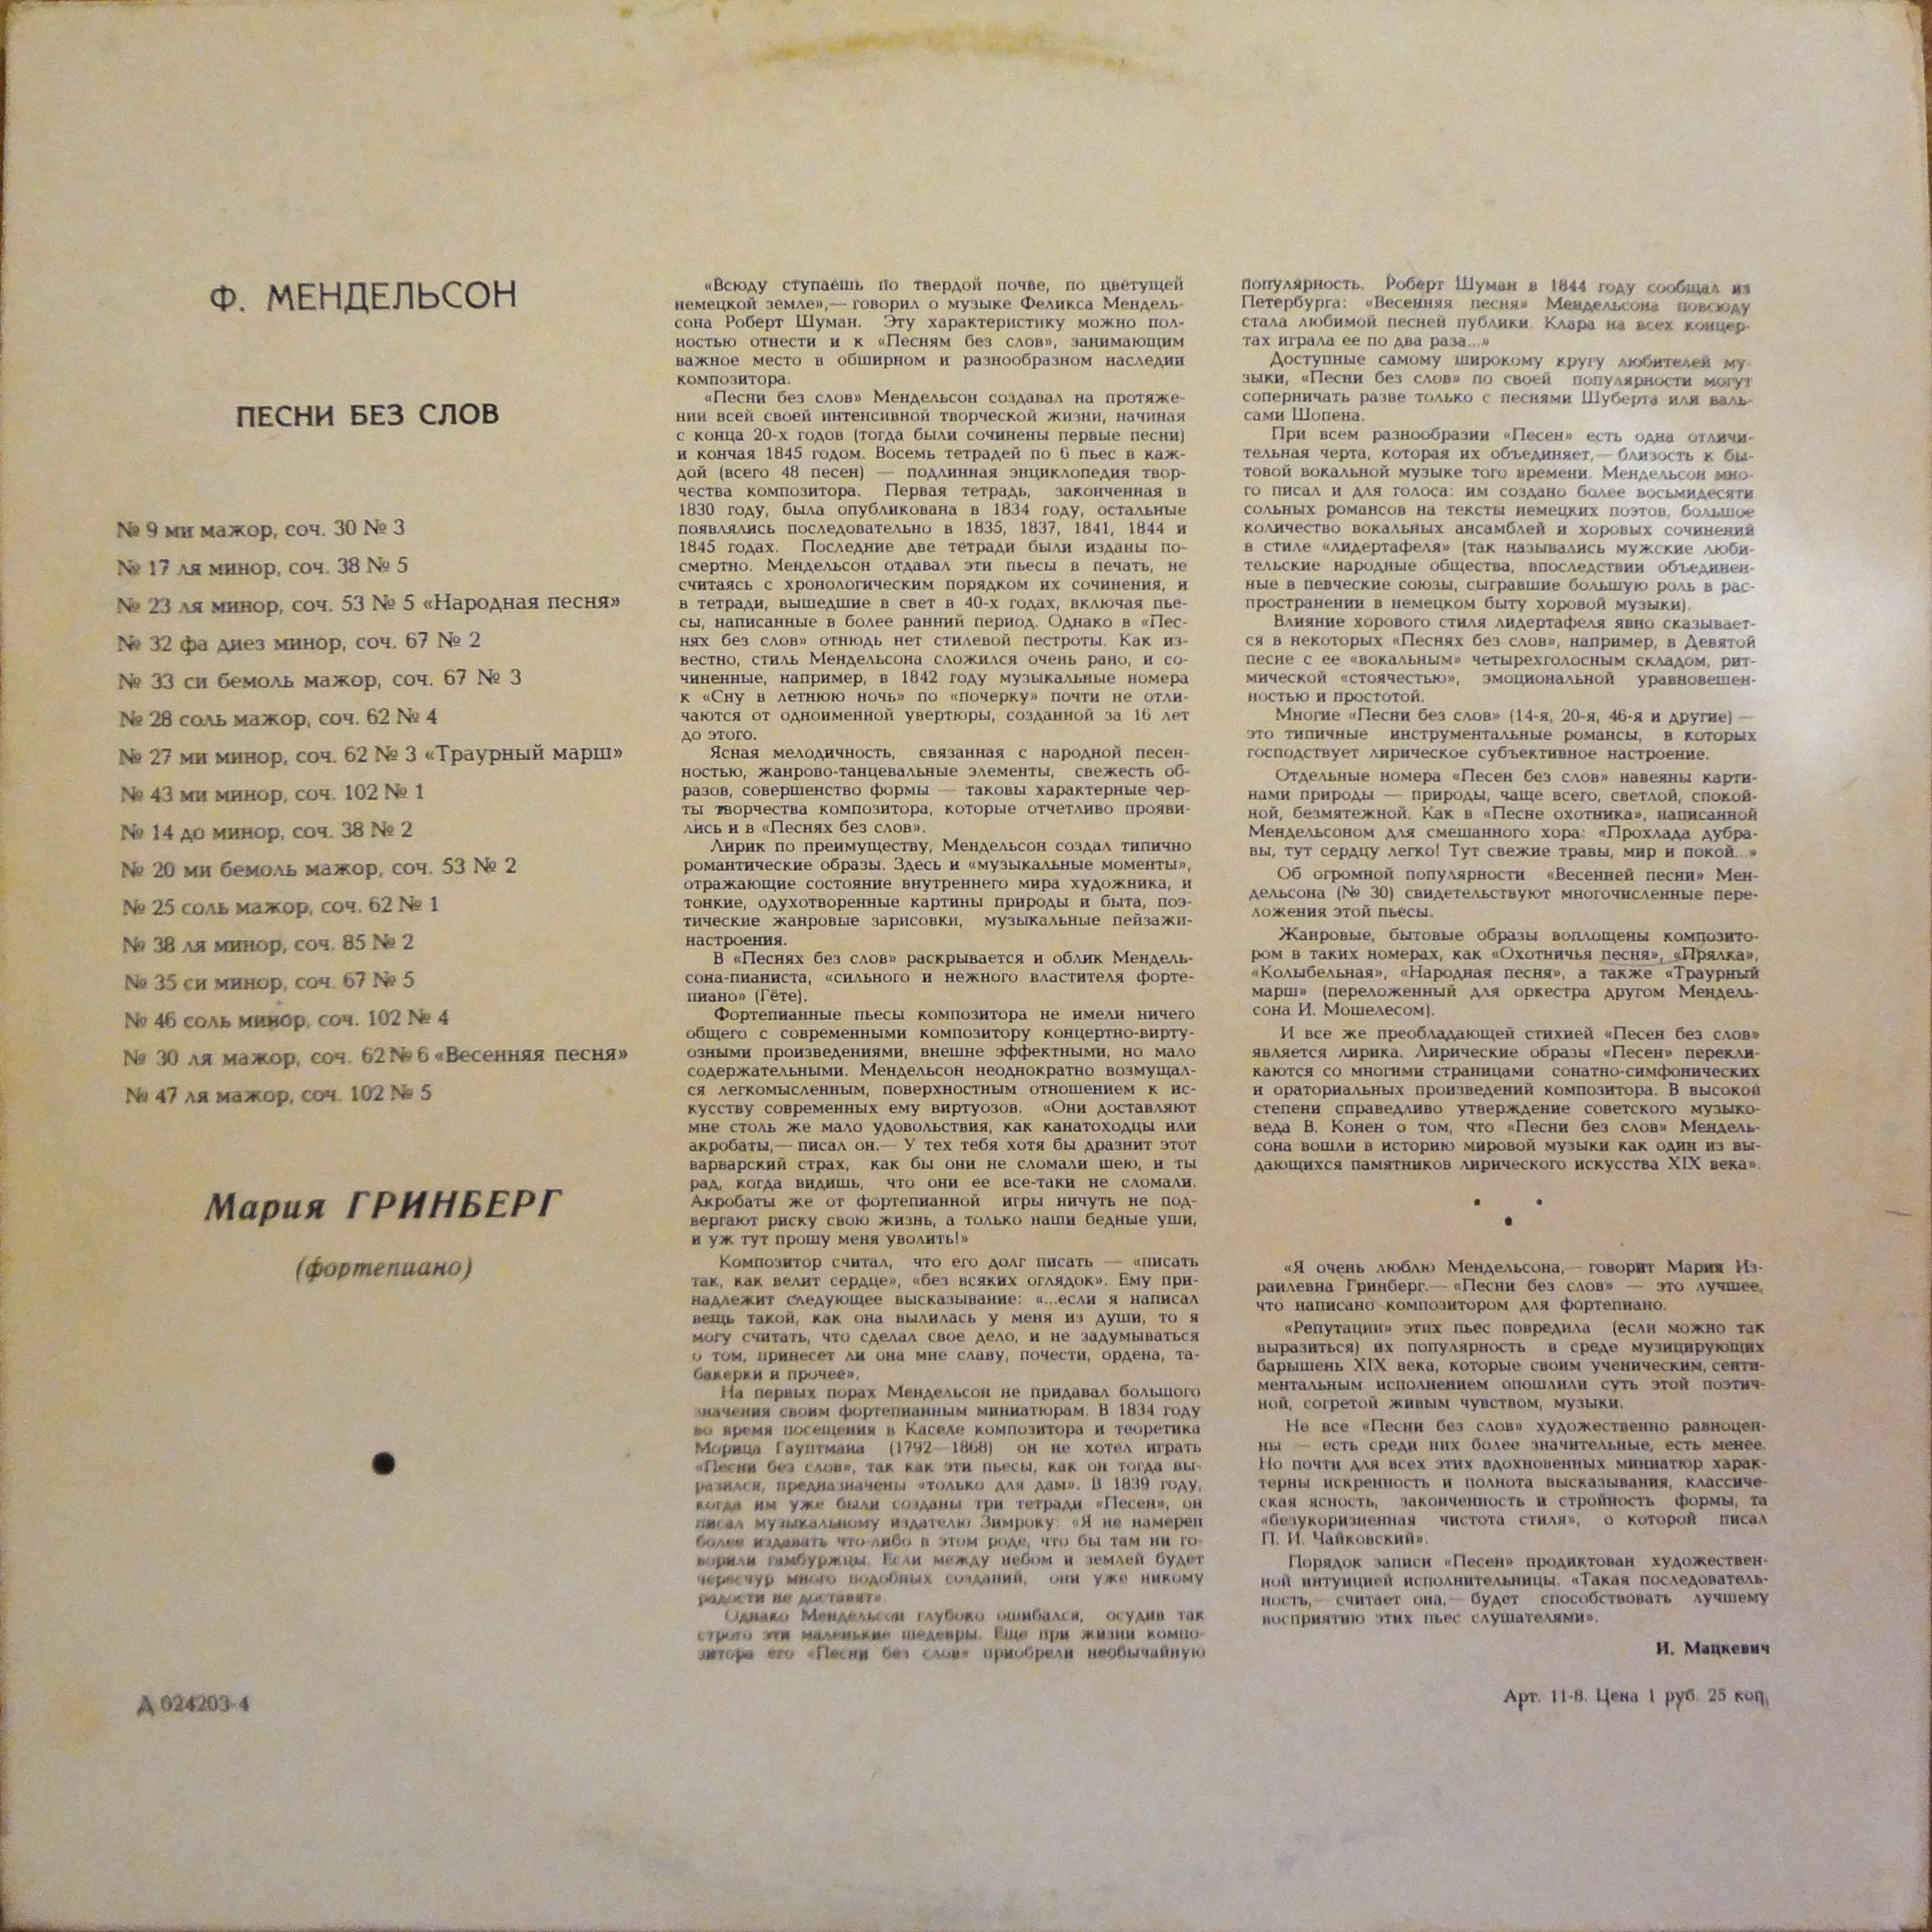 Ф. МЕНДЕЛЬСОН
ПЕСНИ БЕЗ СЛОВ
№ 9 ми мажор, соч. 30 № 3
№ 17 ля минор, соч. 38 № 5
№ 23 ля минор, соч. 53 № 5 «Народная песня»
№ 32 фа диез минор, соч. 67 № 2
№ 33 си бемоль мажор, соч. 67 № 3
№ 28 соль мажор, соч. 62 № 4
№ 27 ми минор, соч. 62 № 3 «Траурный марш»
№ 43 ми минор, соч. 102 № 1
№ 14 до минор, соч. 38 № 2
№ 20 ми бемоль мажор, соч. 53 № 2
№ 25 соль мажор, соч. 62 № 1
№ 38 ля минор, соч. 85 № 2
№ 35 си минор, соч. 67 № 5
№ 46 соль минор, соч. 102 № 4
№ 30 ля мажор, соч. 62 № 6 «Весенняя песня»
№ 47 ля мажор, соч. 102 № 5
Мария ГРИНБЕРГ
(фортепиано)
Д 024203-4
«Всюду ступаешь по твердой почве, по цветущей
немецкой земле»,— говорил о музыке Феликса Мендель-
сона Роберт Шуман. Эту характеристику можно пол-
ностью отнести и к «Песням без слов», занимающим
важное место в обширном и разнообразном наследии
композитора.
«Песни без слов» Мендельсон создавал на протяже-
нии всей своей интенсивной творческой жизни, начиная
с конца 20-х годов (тогда были сочинены первые песни)
и кончая 1845 годом. Восемь тетрадей по 6 пьес в каж-
дой (всего 48 песен) — подлинная энциклопедия твор-
чества композитора. Первая тетрадь, законченная в
1830 году, была опубликована в 1834 году, остальные
появлялись последовательно в 1835, 1837, 1841, 1844 и
1845 годах. Последние две тетради были изданы по-
смертно. Мендельсон отдавал эти пьесы в печать, не
считаясь с хронологическим порядком их сочинения, и
в тетради, вышедшие в свет в 40-х годах, включая пье-
сы, написанные в более ранний период. Однако в «Пес-
нях без слов» отнюдь нет стилевой пестроты. Как из-
вестно, стиль Мендельсона сложился очень рано, и со-
чиненные, например, в 1842 году музыкальные номера
к «Сну в летнюю ночь» по «почерку» почти не отли-
чаются от одноименной увертюры, созданной за 16 лет
до этого.
Ясная мелодичность, связанная с народной песен-
ностью, жанрово-танцевальные элементы, свежесть об-
разов, совершенство формы — таковы характерные чер-
ты творчества композитора, которые отчетливо прояви-
лись и в «Песнях без слов».
Лирик по преимуществу, Мендельсон создал типично
романтические образы. Здесь и «музыкальные моменты»,
отражающие состояние внутреннего мира художника, и
тонкие, одухотворенные картины природы и быта, поэ-
тические жанровые зарисовки, музыкальные пейзажи-
настроения.
В «Песнях без слов» раскрывается и облик Мендель-
сона-пианиста, «сильного и нежного властителя форте-
пиано» (Гёте).
Фортепианные пьесы композитора не имели ничего
общего с современными композитору концертно-вирту-
озными произведениями, внешне эффектными, но мало
содержательными. Мендельсон неоднократно возмущал-
ся легкомысленным, поверхностным отношением к ис-
кусству современных ему виртуозов. «Они доставляют
мне столь же мало удовольствия, как канатоходцы или
акробаты,— писал он.— У тех тебя хотя бы дразнит этот
варварский страх, как бы они не сломали шею, и ты
рад, когда видишь, что они ее все-таки не сломали.
Акробаты же от фортепианной игры ничуть не под-
вергают риску свою жизнь, а только наши бедные уши,
и уж тут прошу меня уволить!»
Композитор считал, что его долг писать — «писать
так, как велит сердце», «без всяких оглядок». Ему при-
надлежит следующее высказывание: «...если я написал
вещь такой, как она вылилась у меня из души, то я
могу считать, что сделал свое дело, и не задумываться
о том, принесет ли она мне славу, почести, ордена, та-
бакерки и прочее».
На первых порах Мендельсон не придавал большого
значения своим фортепианным миниатюрам. В 1834 году
во время посещения в Каселе композитора и теоретика
Морица Гауптмана (1792—1868) он не хотел играть
«Песни без слов», так как эти пьесы, как он тогда вы-
разился, предназначены «только для дам». В 1839 году,
когда им уже были созданы три тетради «Песен», он
писал музыкальному издателю Зимроку: «Я не намерен
более издавать что-либо в этом роде, что бы там ни го-
ворили гамбуржцы. Если между небом и землей будет
чересчур много подобных созданий, они уже никому
радости не доставят».
Однако Мендельсон глубоко ошибался, осудив так
строго эти маленькие шедевры. Еще при жизни компо-
зитора его «Песни без слов» приобрели необычайную
популярность. Роберт Шуман в 1844 году сообщал из
Петербурга: «Весенняя песня» Мендельсона повсюду
стала любимой песней публики. Клара на всех концер-
тах играла ее по два раза...»
Доступные самому широкому кругу любителей му-
зыки, «Песни без слов» по своей популярности могут
соперничать разве только с песнями Шуберта или валь-
сами Шопена.
При всем разнообразии «Песен» есть одна отличи-
тельная черта, которая их объединяет,— близость к бы-
товой вокальной музыке того времени. Мендельсон мно-
го писал и для голоса: им создано более восьмидесяти
сольных романсов на тексты немецких поэтов, большое
количество вокальных ансамблей и хоровых сочинений
в стиле «лидертафеля» (так назывались мужские люби-
тельские народные общества, впоследствии объединен-
ные в певческие союзы, сыгравшие большую роль в рас-
пространении в немецком быту хоровой музыки).
Влияние хорового стиля лидертафеля явно сказывает-
ся в некоторых «Песнях без слов», например, в Девятой
песне с ее «вокальным» четырехголосным складом, рит-
мической «стоячестью», эмоциональной уравновешен-
ностью и простотой.
Многие «Песни без слов» (14-я, 20-я, 46-я и другие) —
это типичные инструментальные романсы, в которых
господствует лирическое субъективное настроение.
Отдельные номера «Песен без слов» навеяны карти-
нами природы — природы, чаще всего, светлой, спокой-
ной, безмятежной. Как в «Песне охотника», написанной
Мендельсоном для смешанного хора: «Прохлада дубра-
вы, тут сердцу легко! Тут свежие травы, мир и покой...»
Об огромной популярности «Весенней песни» Мен-
дельсона (№ 30) свидетельствуют многочисленные пере-
ложения этой пьесы.
Жанровые, бытовые образы воплощены композито-
ром в таких номерах, как «Охотничья песня», «Прялка»,
«Колыбельная», «Народная песня», а также «Траурный
марш» (переложенный для оркестра другом Мендель-
сона И. Мошелесом).
И все же преобладающей стихией «Песен без слов»
является лирика. Лирические образы «Песен» перекли-
каются со многими страницами сонатно-симфонических
и ораториальных произведений композитора. В высокой
степени справедливо утверждение советского музыко-
веда В. Конен о том, что «Песни без слов» Мендель-
сона вошли в историю мировой музыки как один из вы-
дающихся памятников лирического искусства XIX века».
«Я очень люблю Мендельсона,— говорит Мария Из-
раилевна Гринберг.— «Песни без слов» — это лучшее,
что написано композитором для фортепиано.
«Репутации» этих пьес повредила (если можно так
выразиться) их популярность в среде музицирующих
барышень XIX века, которые своим ученическим, сенти-
ментальным исполнением опошлили суть этой поэтич-
ной, согретой живым чувством, музыки.
Не все «Песни без слов» художественно равноцен-
ны — есть среди них более значительные, есть менее.
Но почти для всех этих вдохновенных миниатюр харак-
терны искренность и полнота высказывания, классиче-
ская ясность, законченность и стройность формы, та
«безукоризненная чистота стиля», о которой писал
П. И. Чайковский».
Порядок записи «Песен» продиктован художествен-
ной интуицией исполнительницы. «Такая последователь-
ность,— считает она,— будет способствовать лучшему
восприятию этих пьес слушателями».
И. Мацкевич
Арт. 11-8. Цена 1 руб. 25 коп.